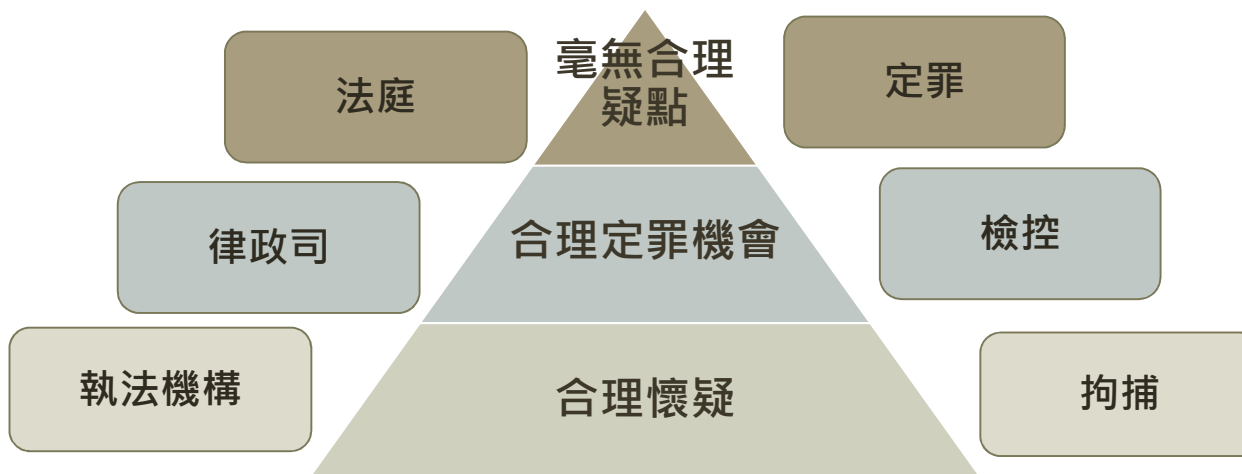 法庭
毫無合理
疑點
定罪
律政司
合理定罪機會
檢控
執法機構
合理懷疑
拘捕